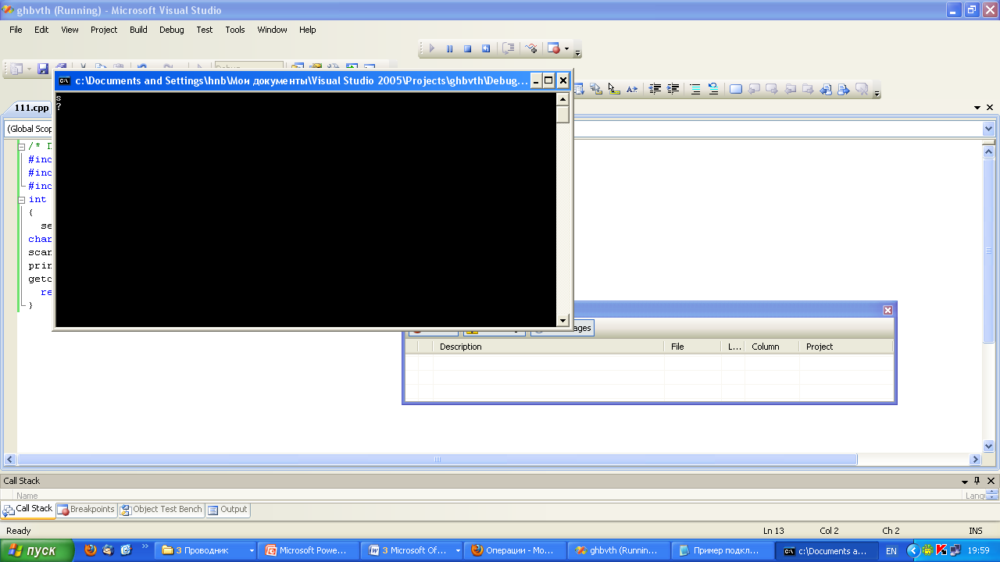 ghbvth (Running) - Microsoft Visual Studio
File Edit View Project Build Debug Test Tools Window Help
c:\Documents and Settings\hnb\Мои документы\Visual Studio 2005\Projects\ghbvth\Debug...
s
?
111.cpp
(Global Scop
/*
#inc
#inc
#inc
int
{
se
char
scan
prin
getc
re
}
ages
Description File L... Column Project
Call Stack
Name Langu
Call Stack Breakpoints Object Test Bench Output
Ready Ln 13 Col 2 Ch 2 INS
пуск » 3 Проводник Microsoft Powe... 3 Microsoft Of... Операции - Mo... ghbvth (Runnin... Пример подкл... c:\Documents a... EN 19:59